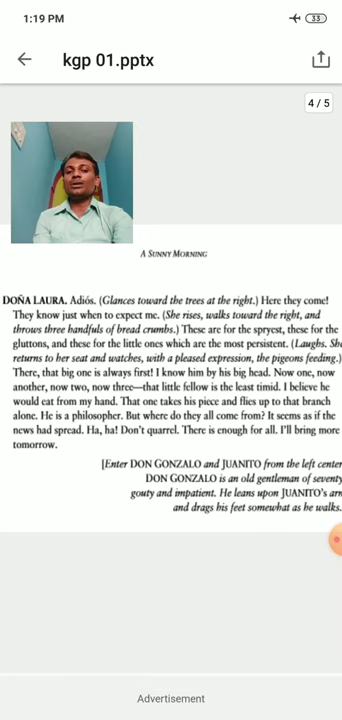 1:19 PM
33
kgp 01.pptx
4 / 5
A SUNNY MORNING
DOÑA LAURA. Adiós. (Glances toward the trees at the right.) Here they come!
They know just when to expect me. (She rises, walks toward the right, and
throws three handfuls of bread crumbs.) These are for the spryest, these for the
gluttons, and these for the little ones which are the most persistent. (Laughs. She
returns to her seat and watches, with a pleased expression, the pigeons feeding.)
There, that big one is always first! I know him by his big head. Now one, now
another, now two, now three—that little fellow is the least timid. I believe he
would eat from my hand. That one takes his piece and flies up to that branch
alone. He is a philosopher. But where do they all come from? It seems as if the
news had spread. Ha, ha! Don't quarrel. There is enough for all. I'll bring more
tomorrow.
[Enter DON GONZALO and JUANITO from the left center
DON GONZALO is an old gentleman of seventy
gouty and impatient. He leans upon JUANITO's arm
and drags his feet somewhat as he walks.
Advertisement